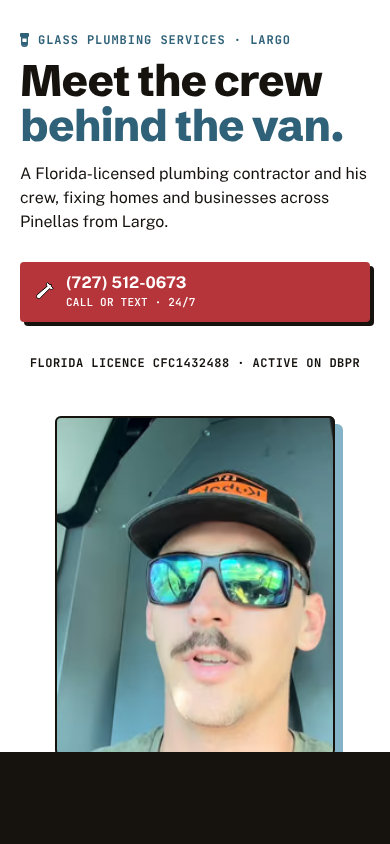 GLASS PLUMBING SERVICES · LARGO
Meet the crew
behind the van.
A Florida-licensed plumbing contractor and his
crew, fixing homes and businesses across
Pinellas from Largo.
(727) 512-0673
CALL OR TEXT · 24/7
FLORIDA LICENCE CFC1432488 · ACTIVE ON DBPR